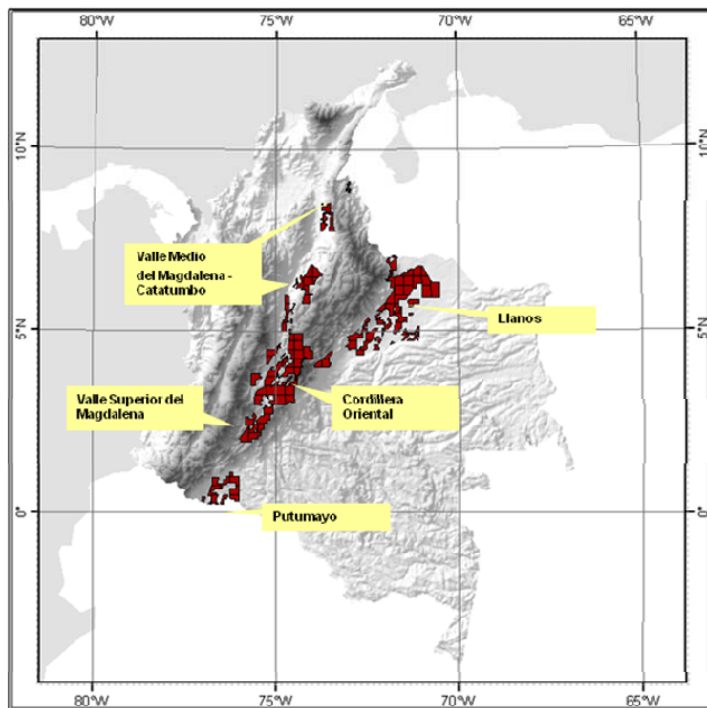 80°W 75°W 70°W 65°W
10°N 10°N
Valle Medio
del Magdalena -
Catatumbo
Llanos
5°N 5°N
Valle Superior del
Magdalena
Cordillera
Oriental
0° 0°
Putumayo
80°W 75°W 70°W 65°W